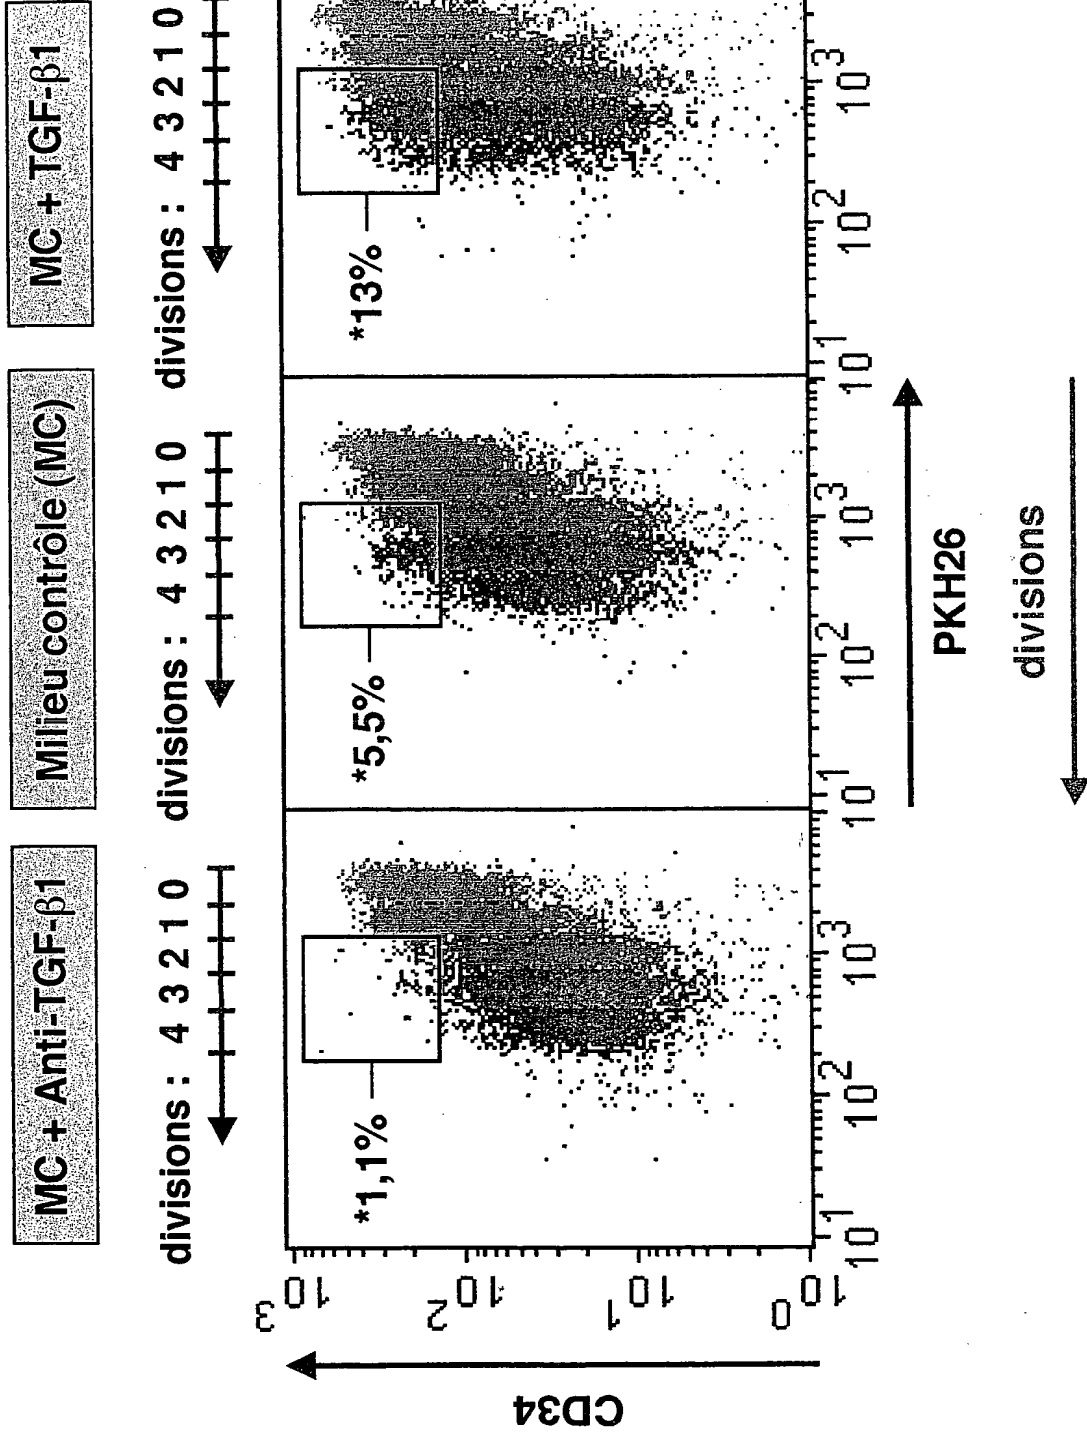 MC + Anti-TGF-β1
Milieu contrôle (MC)
MC + TGF-β1
divisions : 4 3 2 1 0
divisions : 4 3 2 1 0
divisions : 4 3 2 1 0
*1,1%
*5,5%
*13%
CD34
10³
10²
10¹
10⁰
10¹ 10² 10³
10¹ 10² 10³
10¹ 10² 10³
PKH26
divisions